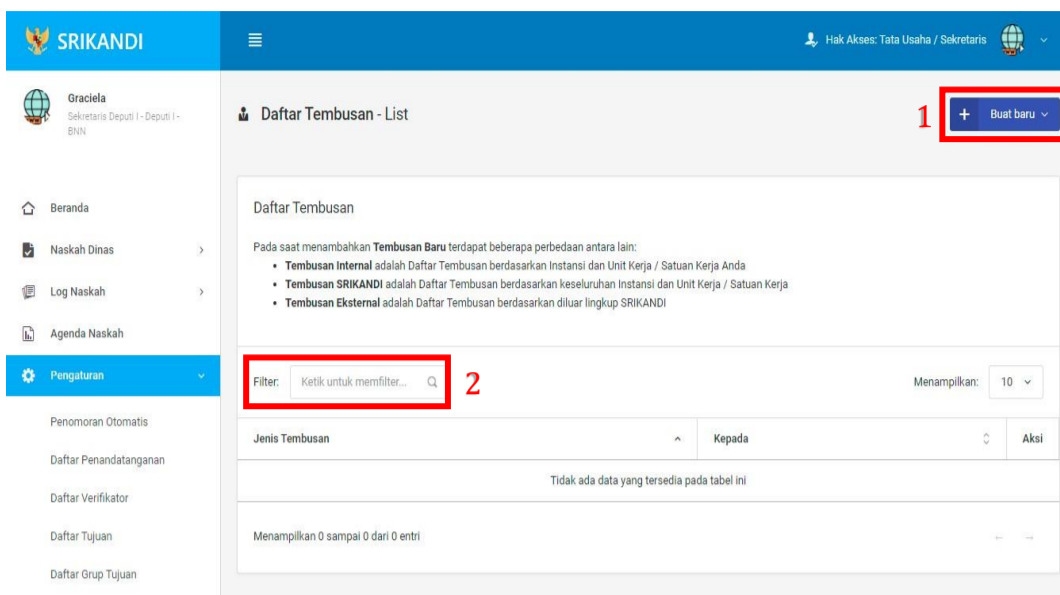 SRIKANDI
Hak Akses: Tata Usaha / Sekretaris
Graciela
Sekretaris Deputi I - Deputi I -
BNN
Daftar Tembusan - List
1
+ Buat baru
Beranda
Naskah Dinas
Log Naskah
Agenda Naskah
Pengaturan
Penomoran Otomatis
Daftar Penandatanganan
Daftar Verifikator
Daftar Tujuan
Daftar Grup Tujuan
Daftar Tembusan
Pada saat menambahkan Tembusan Baru terdapat beberapa perbedaan antara lain:
• Tembusan Internal adalah Daftar Tembusan berdasarkan Instansi dan Unit Kerja / Satuan Kerja Anda
• Tembusan SRIKANDI adalah Daftar Tembusan berdasarkan keseluruhan Instansi dan Unit Kerja / Satuan Kerja
• Tembusan Eksternal adalah Daftar Tembusan berdasarkan diluar lingkup SRIKANDI
Filter: Ketik untuk memfilter... 2 Menampilkan: 10
Jenis Tembusan Kepada Aksi
Tidak ada data yang tersedia pada tabel ini
Menampilkan 0 sampai 0 dari 0 entri ← →